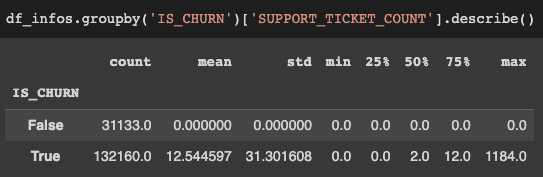 df_infos.groupby('IS_CHURN')['SUPPORT_TICKET_COUNT'].describe()
count mean std min 25% 50% 75% max
IS_CHURN
False 31133.0 0.000000 0.000000 0.0 0.0 0.0 0.0 0.0
True 132160.0 12.544597 31.301608 0.0 0.0 2.0 12.0 1184.0